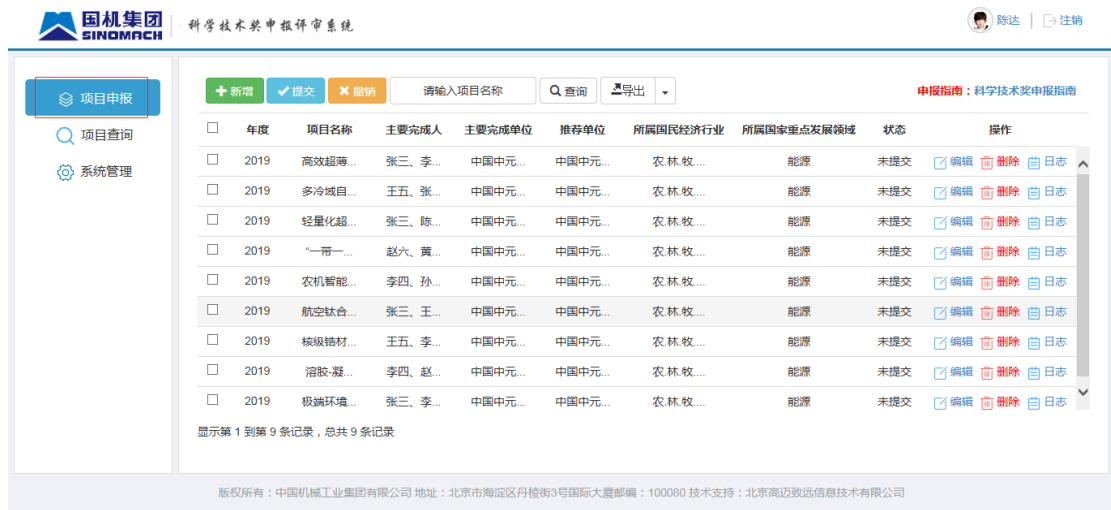 国机集团 SINOMACH 科学技术奖申报评审系统 陈达 注销
项目申报
项目查询
系统管理
新增 提交 撤销 请输入项目名称 查询 导出 申报指南：科学技术奖申报指南
年度 项目名称 主要完成人 主要完成单位 推荐单位 所属国民经济行业 所属国家重点发展领域 状态 操作
2019 高效超薄... 张三、李... 中国中元... 中国中元... 农.林.牧.... 能源 未提交 编辑 删除 日志
2019 多冷域自... 王五、张... 中国中元... 中国中元... 农.林.牧.... 能源 未提交 编辑 删除 日志
2019 轻量化超... 张三、陈... 中国中元... 中国中元... 农.林.牧.... 能源 未提交 编辑 删除 日志
2019 “一带一... 赵六、黄... 中国中元... 中国中元... 农.林.牧.... 能源 未提交 编辑 删除 日志
2019 农机智能... 李四、孙... 中国中元... 中国中元... 农.林.牧.... 能源 未提交 编辑 删除 日志
2019 航空钛合... 张三、王... 中国中元... 中国中元... 农.林.牧.... 能源 未提交 编辑 删除 日志
2019 核级锆材... 王五、李... 中国中元... 中国中元... 农.林.牧.... 能源 未提交 编辑 删除 日志
2019 溶胶-凝... 李四、赵... 中国中元... 中国中元... 农.林.牧.... 能源 未提交 编辑 删除 日志
2019 极端环境... 张三、李... 中国中元... 中国中元... 农.林.牧.... 能源 未提交 编辑 删除 日志
显示第 1 到第 9 条记录，总共 9 条记录
版权所有：中国机械工业集团有限公司 地址：北京市海淀区丹棱街3号国际大厦邮编：100080 技术支持：北京高迈致远信息技术有限公司